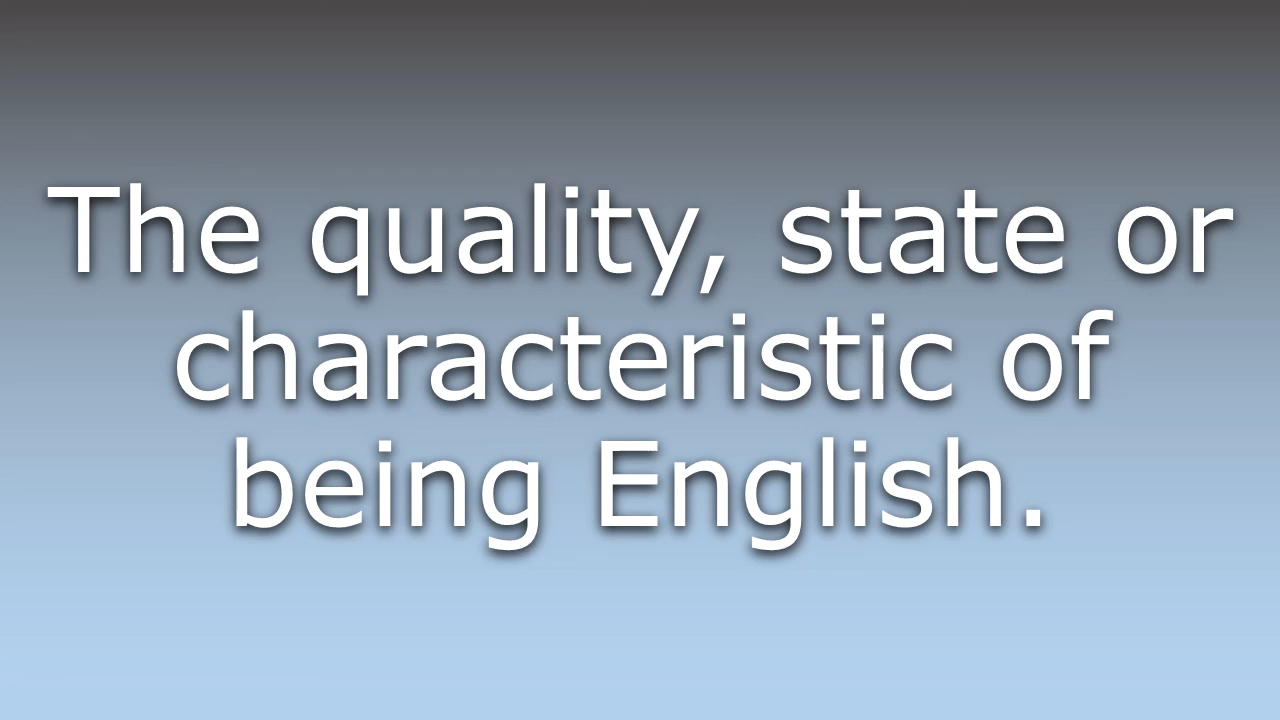 The quality, state or
characteristic of
being English.